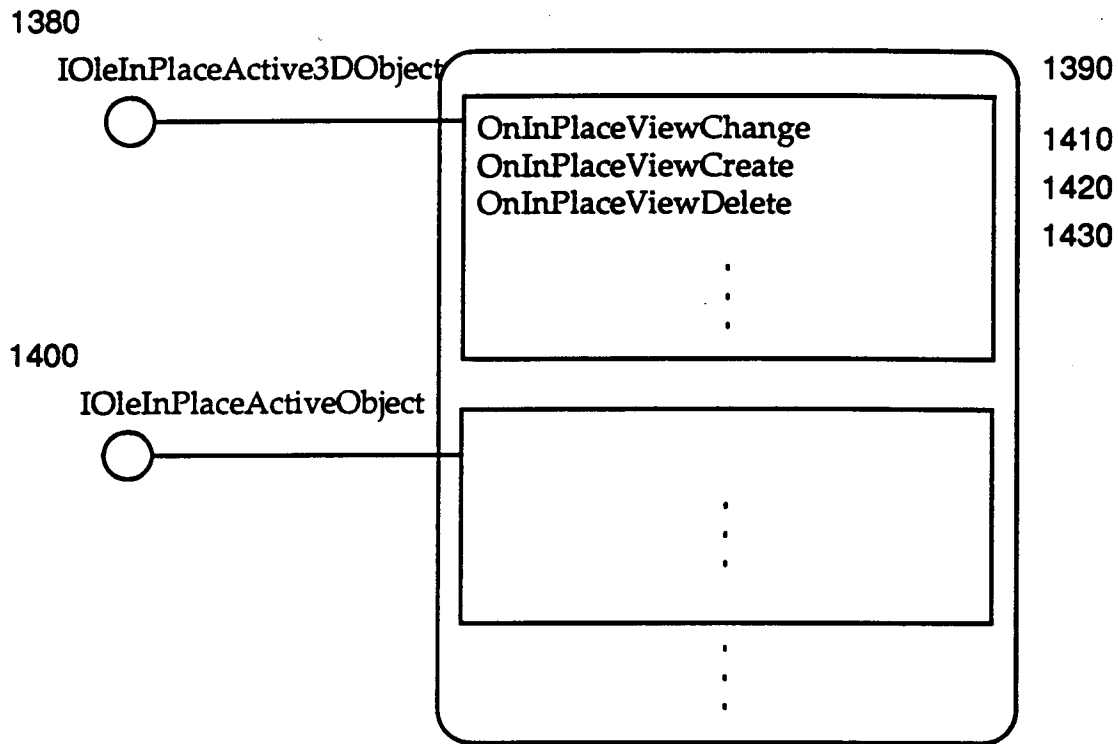 1380
IOleInPlaceActive3DObject
1390
OnInPlaceViewChange
1410
OnInPlaceViewCreate
1420
OnInPlaceViewDelete
1430
1400
IOleInPlaceActiveObject